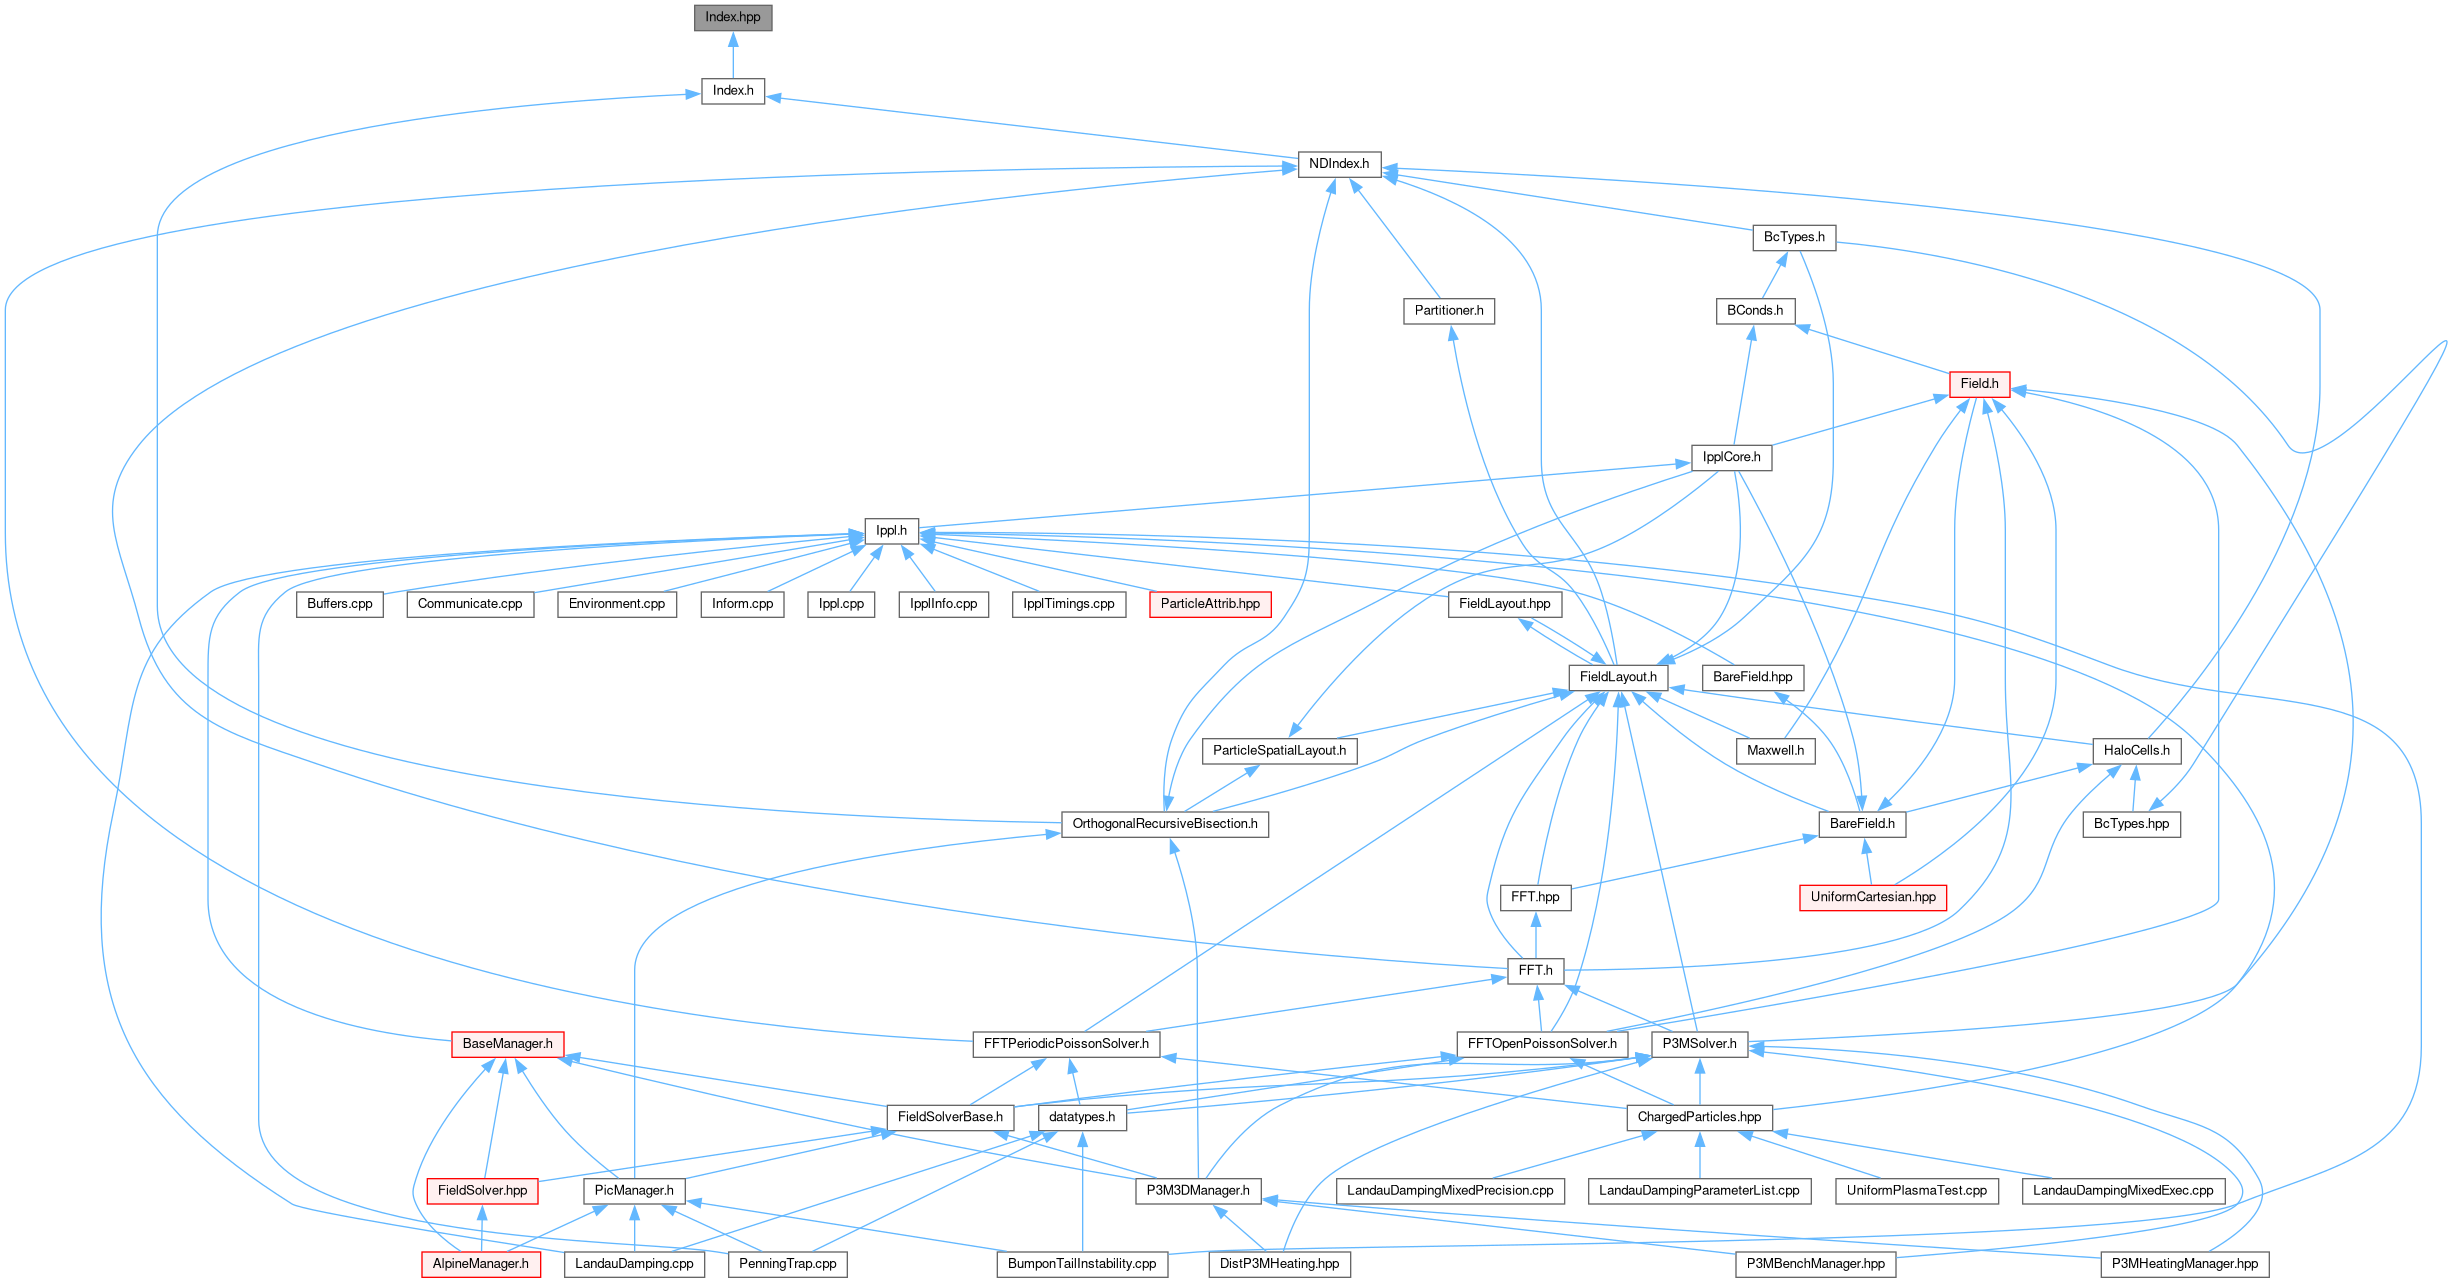 Index.hpp
Index.h
NDIndex.h
BcTypes.h
Partitioner.h
BConds.h
Field.h
IpplCore.h
Ippl.h
Buffers.cpp
Communicate.cpp
Environment.cpp
Inform.cpp
Ippl.cpp
IpplInfo.cpp
IpplTimings.cpp
ParticleAttrib.hpp
FieldLayout.hpp
FieldLayout.h
BareField.hpp
ParticleSpatialLayout.h
Maxwell.h
HaloCells.h
OrthogonalRecursiveBisection.h
BareField.h
BcTypes.hpp
FFT.hpp
UniformCartesian.hpp
FFT.h
BaseManager.h
FFTPeriodicPoissonSolver.h
FFTOpenPoissonSolver.h
P3MSolver.h
FieldSolverBase.h
datatypes.h
ChargedParticles.hpp
FieldSolver.hpp
PicManager.h
P3M3DManager.h
LandauDampingMixedPrecision.cpp
LandauDampingParameterList.cpp
UniformPlasmaTest.cpp
LandauDampingMixedExec.cpp
AlpineManager.h
LandauDamping.cpp
PenningTrap.cpp
BumponTailInstability.cpp
DistP3MHeating.hpp
P3MBenchManager.hpp
P3MHeatingManager.hpp